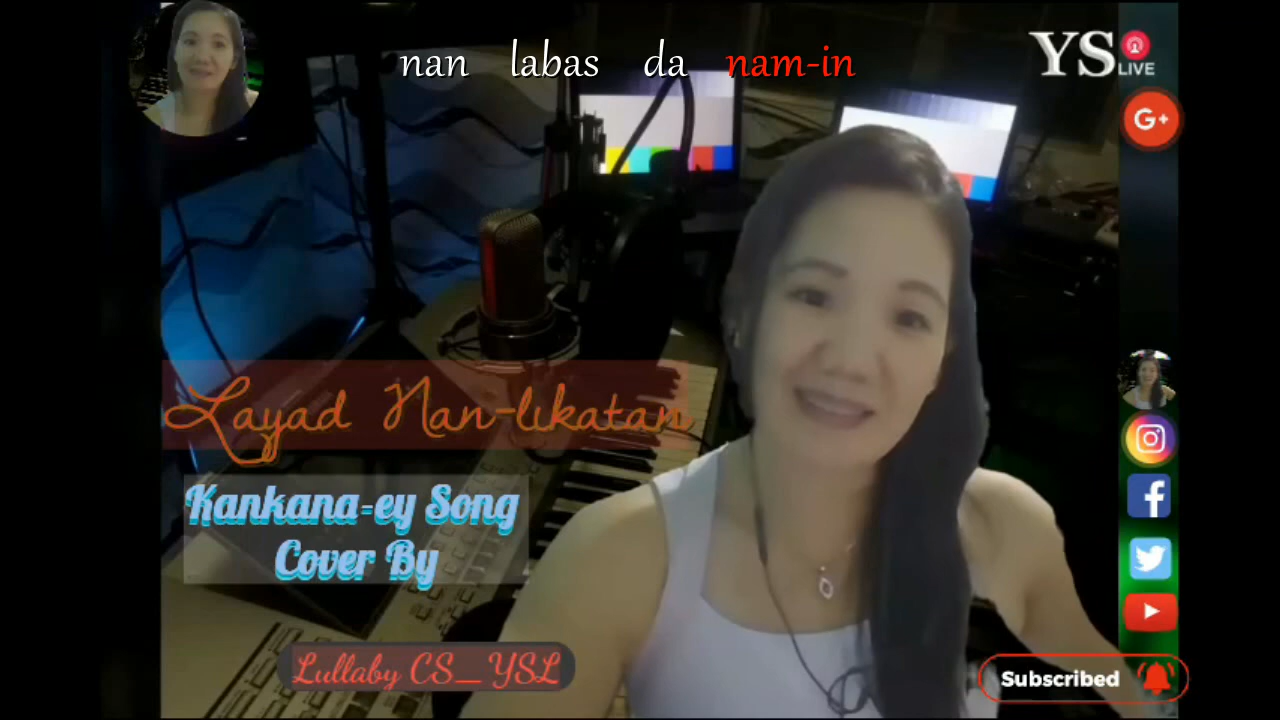 nan labas da nam-in
YS
LIVE
G+
Layad Nan-likatan
Kankana-ey Song
Cover By
Lullaby CS_YSL
Subscribed